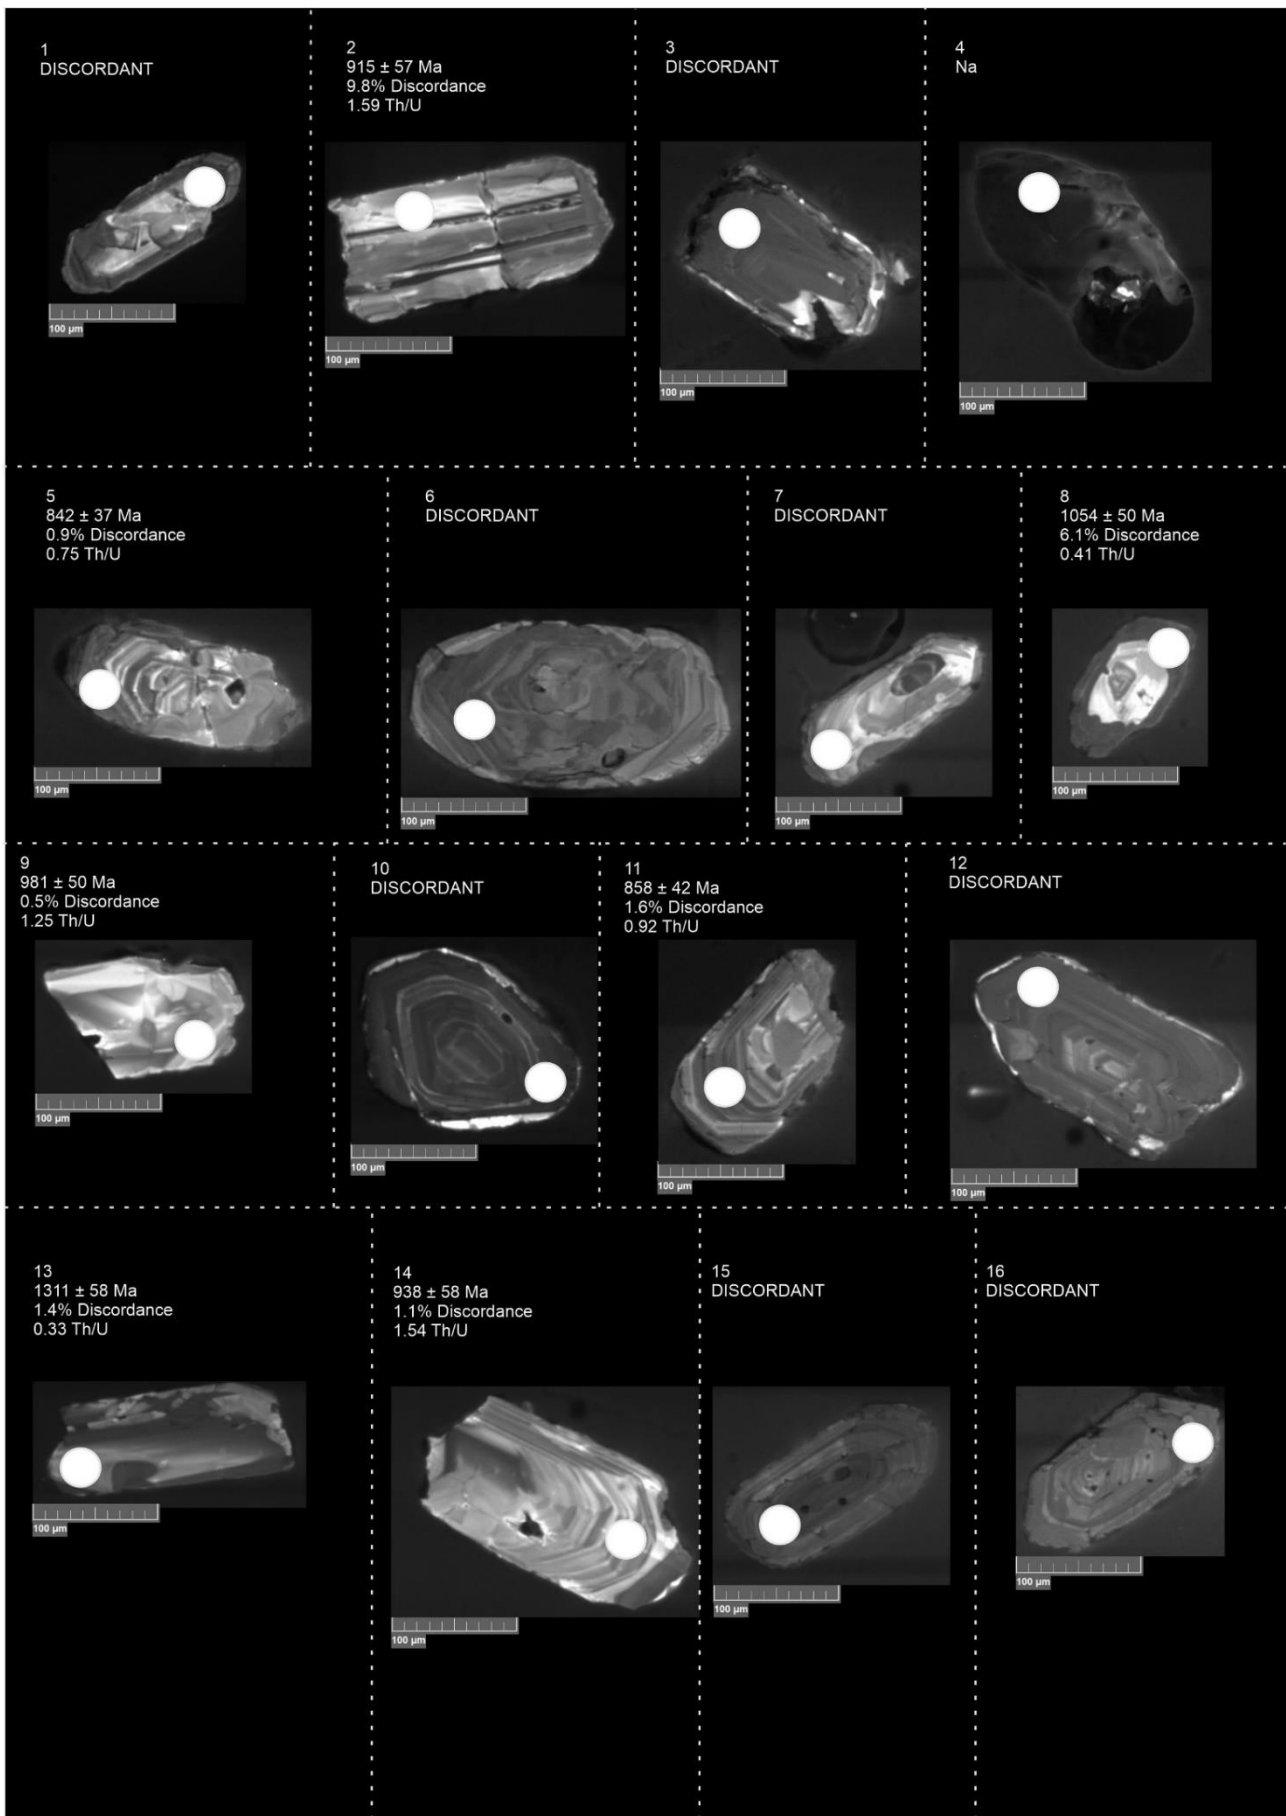 1
DISCORDANT
2
915 ± 57 Ma
9.8% Discordance
1.59 Th/U
3
DISCORDANT
4
Na
100 µm
100 µm
100 µm
100 µm
5
842 ± 37 Ma
0.9% Discordance
0.75 Th/U
6
DISCORDANT
7
DISCORDANT
8
1054 ± 50 Ma
6.1% Discordance
0.41 Th/U
100 µm
100 µm
100 µm
100 µm
9
981 ± 50 Ma
0.5% Discordance
1.25 Th/U
10
DISCORDANT
11
858 ± 42 Ma
1.6% Discordance
0.92 Th/U
12
DISCORDANT
100 µm
100 µm
100 µm
100 µm
13
1311 ± 58 Ma
1.4% Discordance
0.33 Th/U
14
938 ± 58 Ma
1.1% Discordance
1.54 Th/U
15
DISCORDANT
16
DISCORDANT
100 µm
100 µm
100 µm
100 µm